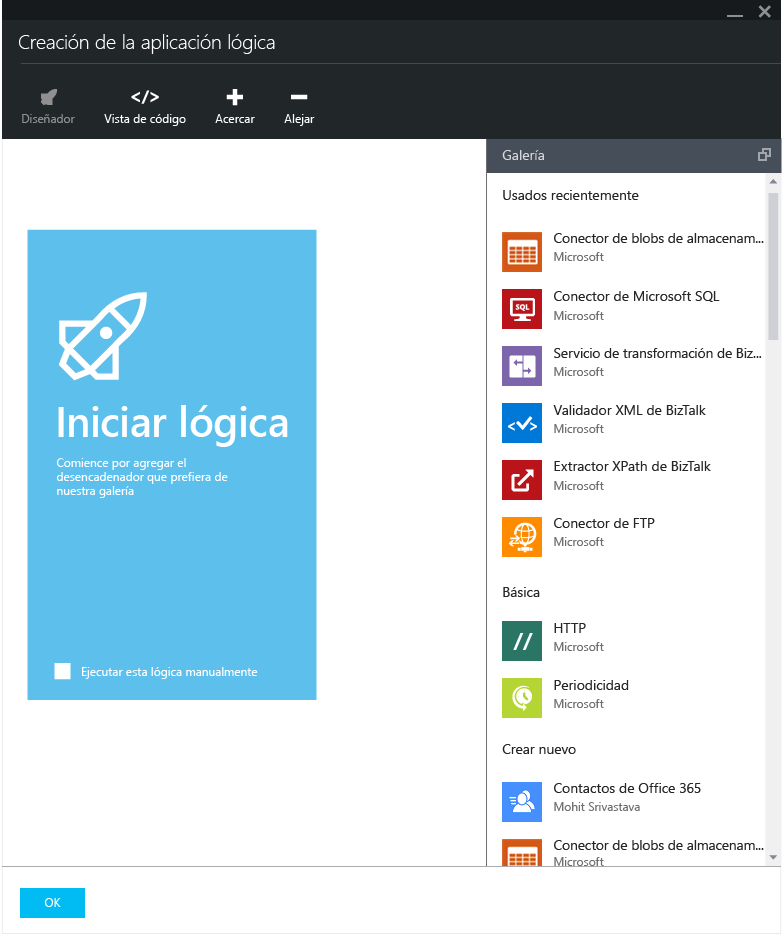 Creación de la aplicación lógica
Diseñador
</>
Vista de código
Acercar
Alejar
Galería
Usados recientemente
Conector de blobs de almacenam...
Microsoft
SQL
Conector de Microsoft SQL
Microsoft
Servicio de transformación de Biz...
Microsoft
Validador XML de BizTalk
Microsoft
Extractor XPath de BizTalk
Microsoft
Conector de FTP
Microsoft
Básica
//
HTTP
Microsoft
Periodicidad
Microsoft
Crear nuevo
Contactos de Office 365
Mohit Srivastava
Conector de blobs de almacenam...
Microsoft
Iniciar lógica
Comience por agregar el
desencadenador que prefiera de
nuestra galería
Ejecutar esta lógica manualmente
OK